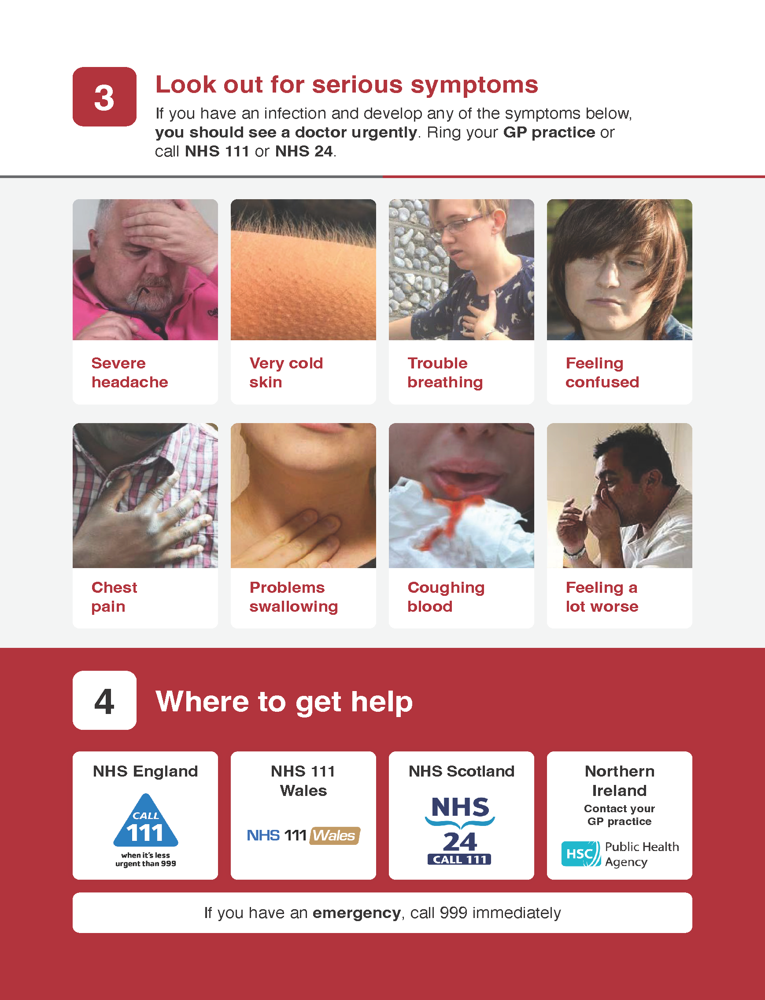 3
Look out for serious symptoms
If you have an infection and develop any of the symptoms below,
you should see a doctor urgently. Ring your GP practice or
call NHS 111 or NHS 24.
Severe
headache
Very cold
skin
Trouble
breathing
Feeling
confused
Chest
pain
Problems
swallowing
Coughing
blood
Feeling a
lot worse
4
Where to get help
NHS England
CALL
111
when it's less
urgent than 999
NHS 111
Wales
NHS 111 Wales
NHS Scotland
NHS
24
CALL 111
Northern
Ireland
Contact your
GP practice
HSC Public Health
Agency
If you have an emergency, call 999 immediately